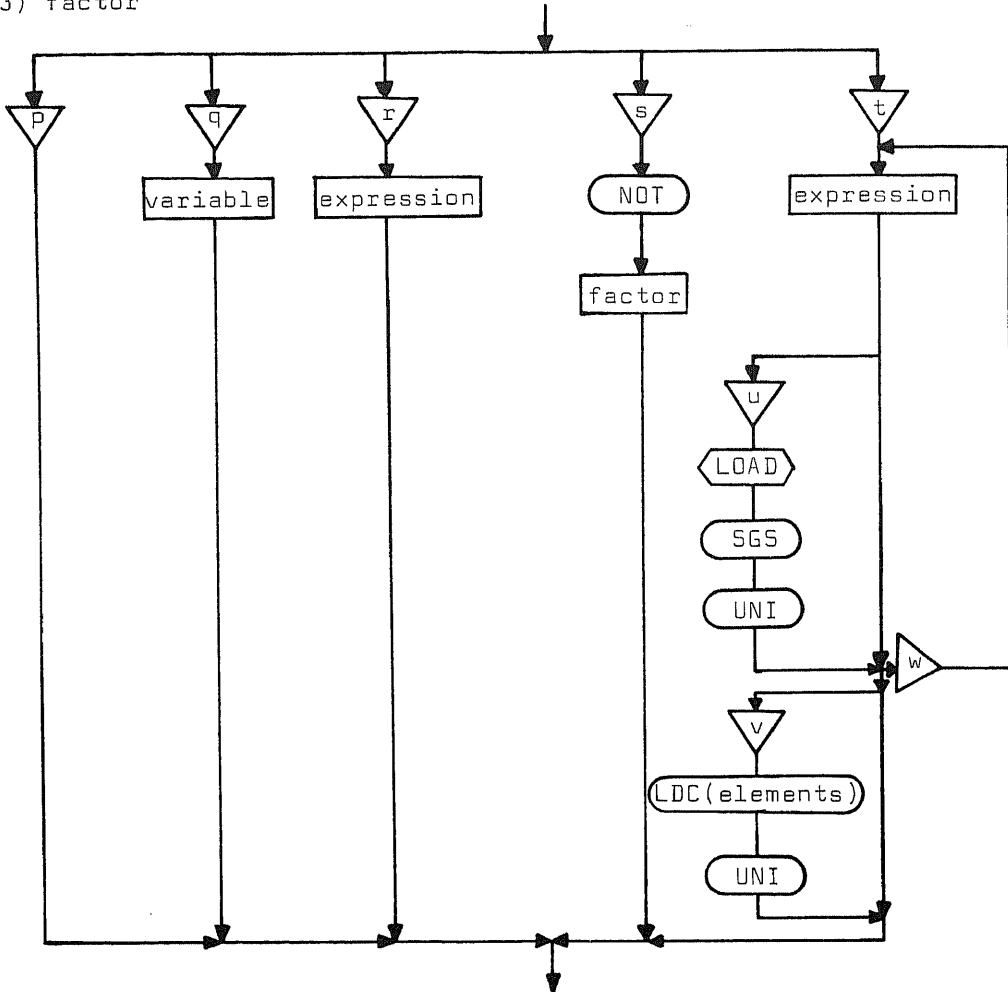 3) factor
p
q
r
s
t
variable
expression
NOT
expression
factor
u
LOAD
SGS
UNI
w
v
LDC(elements)
UNI